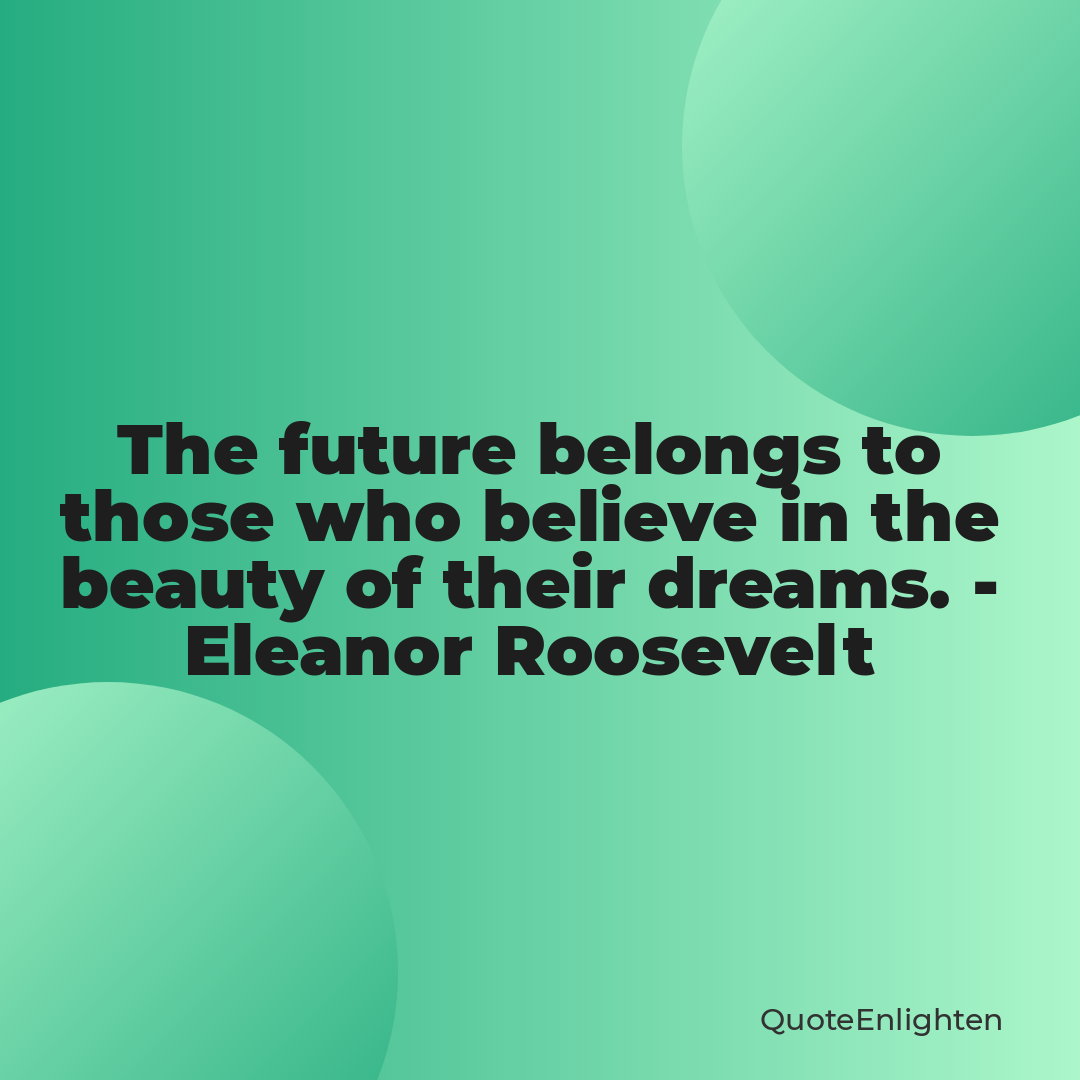 The future belongs to
those who believe in the
beauty of their dreams. -
Eleanor Roosevelt
QuoteEnlighten